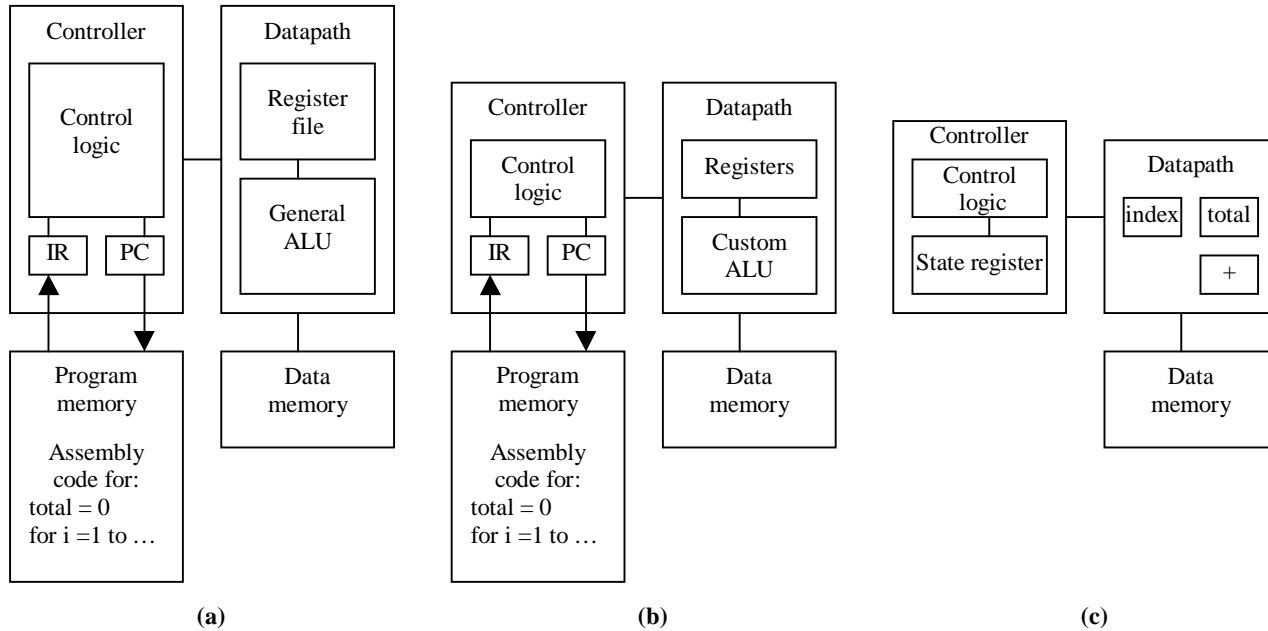 Controller
Control
logic
IR
PC
Program
memory
Assembly
code for:
total = 0
for i =1 to …
Datapath
Register
file
General
ALU
Data
memory
(a)
Controller
Control
logic
IR
PC
Program
memory
Assembly
code for:
total = 0
for i =1 to …
Datapath
Registers
Custom
ALU
Data
memory
(b)
Controller
Control
logic
State register
Datapath
index
total
+
Data
memory
(c)